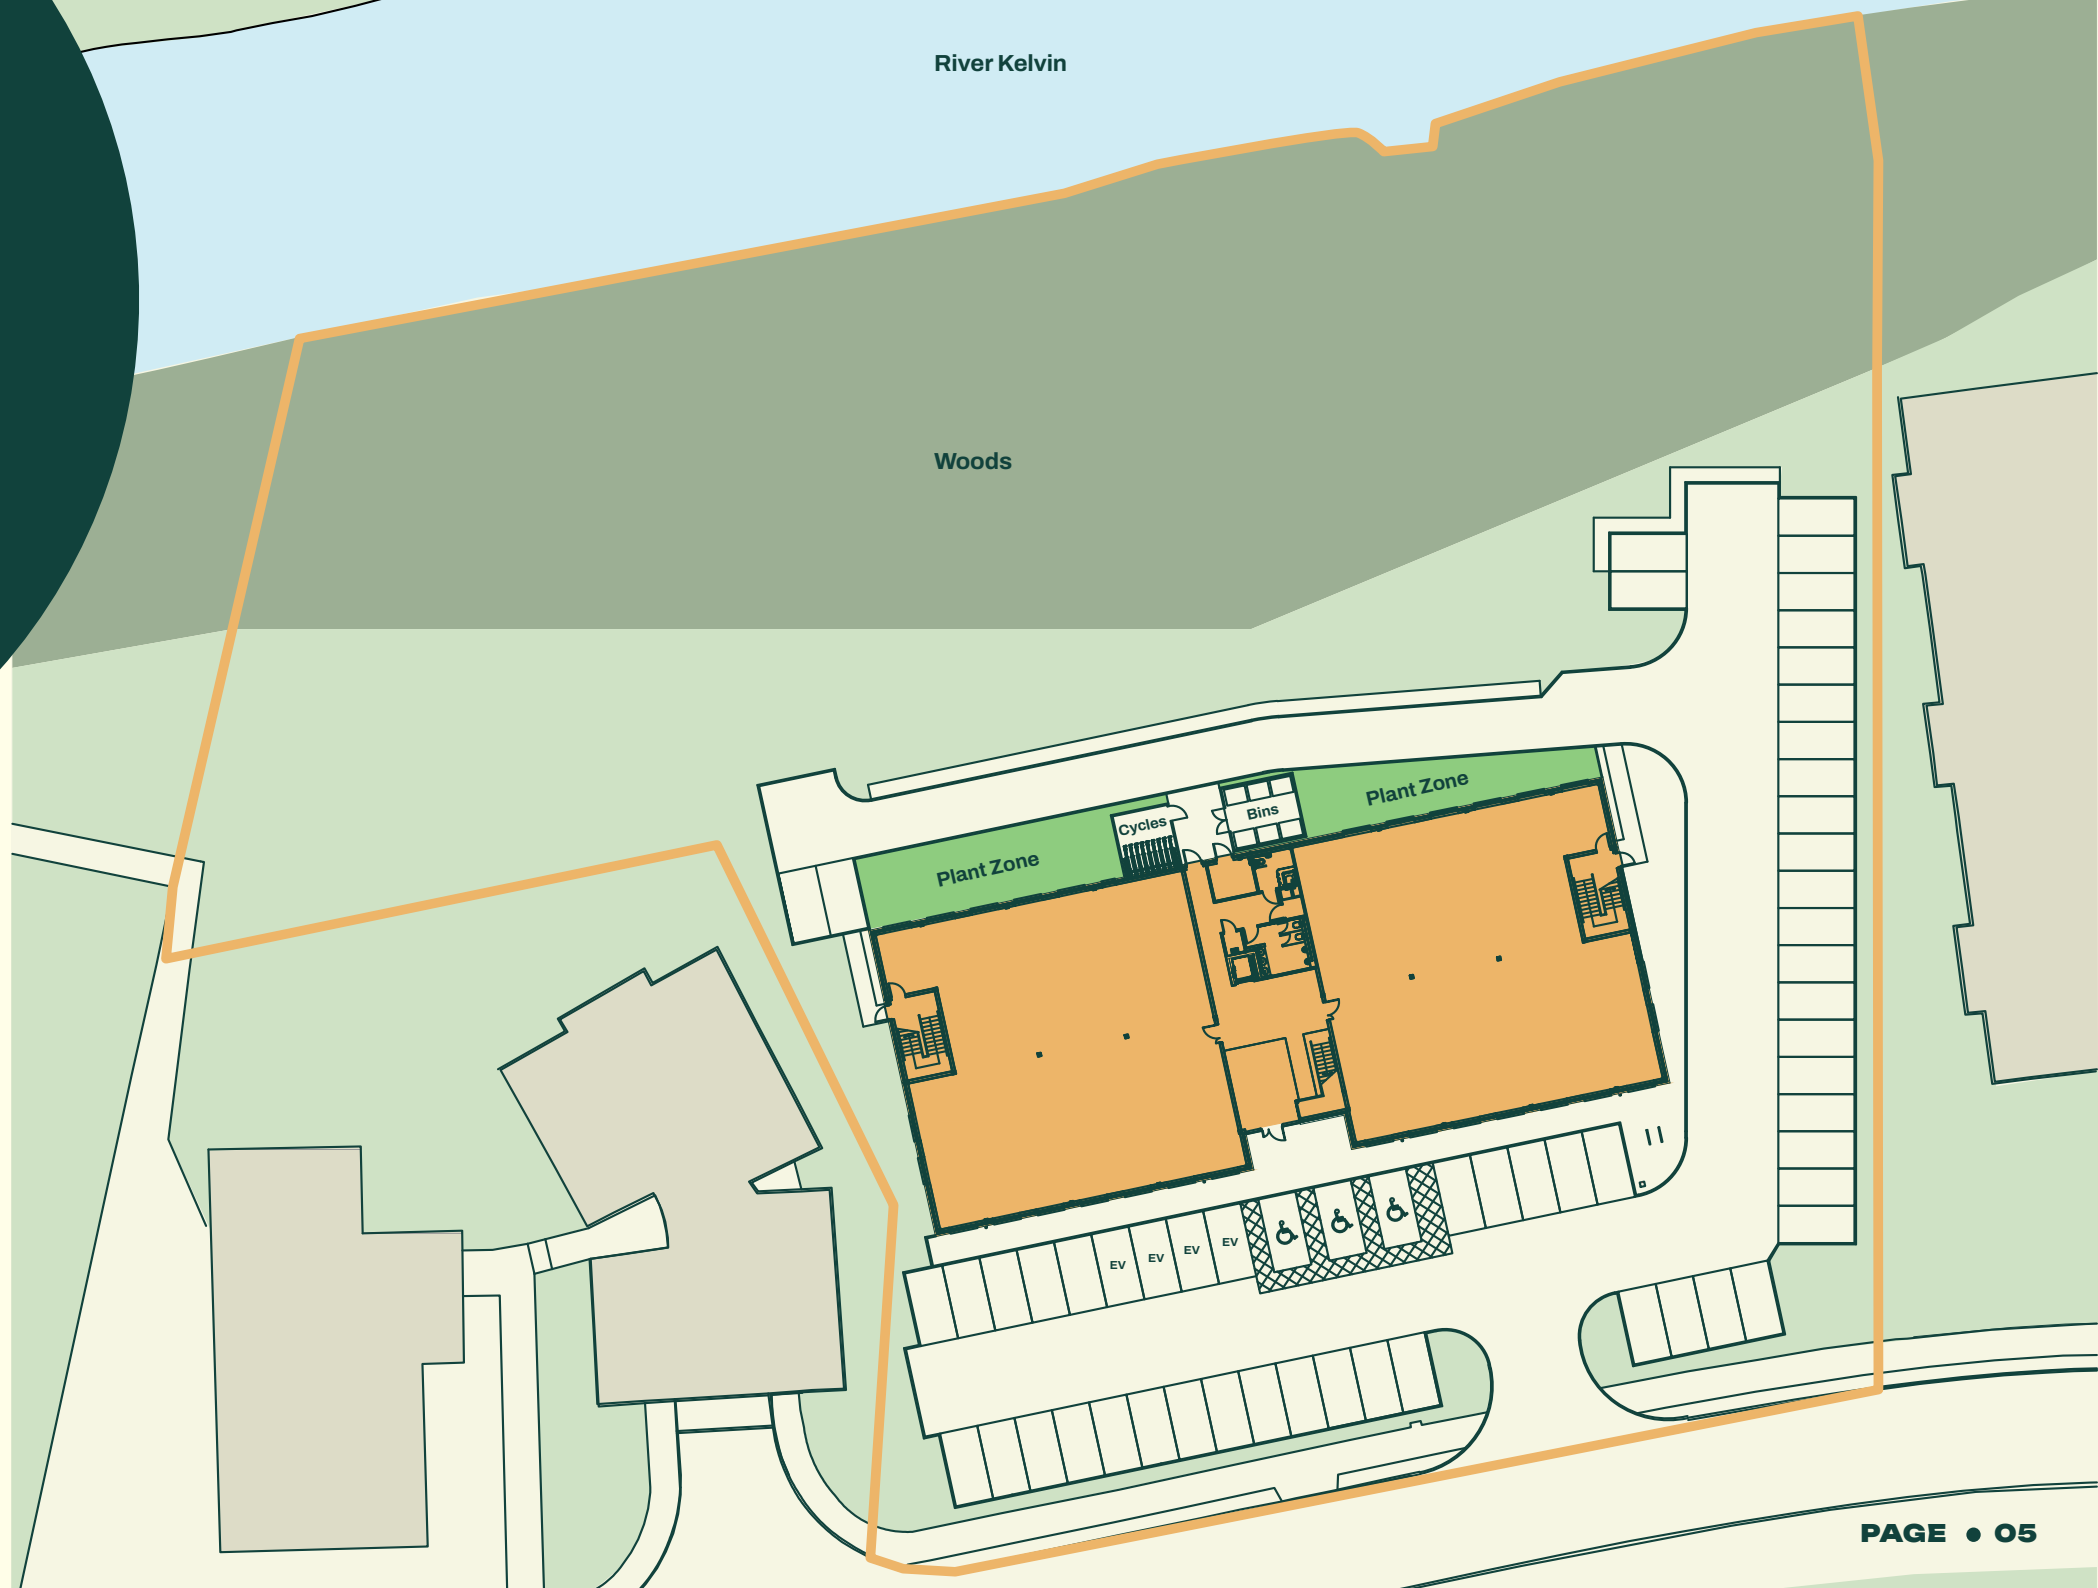 River Kelvin
Woods
Plant Zone
Bins
Cycles
Plant Zone
EV
EV
EV
EV
PAGE ● 05